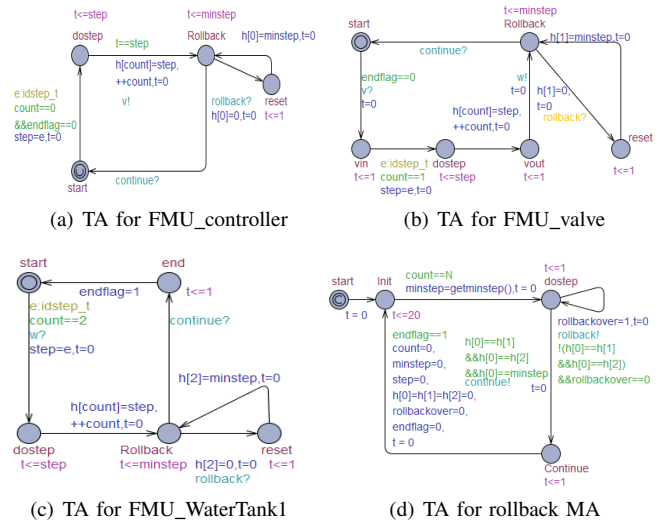 t<=step
t<=minstep
dostep
t==step
Rollback
h[0]=minstep,t=0
h[count]=step,
++count,t=0
v!
e:idstep_t
count==0
&&endflag==0
step=e,t=0
rollback?
h[0]=0,t=0
reset
t<=1
continue?
start
(a) TA for FMU_controller
t<=minstep
start
Rollback
h[1]=minstep,t=0
continue?
endflag==0
v?
t=0
w!
t=0
h[1]=0,
t=0
rollback?
h[count]=step,
++count,t=0
reset
t<=1
vin
t<=1
e:idstep_t
count==1
step=e,t=0
dostep
t<=step
vout
t<=1
(b) TA for FMU_valve
start
end
endflag=1
t<=1
e:idstep_t
count==2
w?
step=e,t=0
continue?
h[2]=minstep,t=0
h[count]=step,
++count,t=0
dostep
t<=step
Rollback
t<=minstep
h[2]=0,t=0
rollback?
reset
t<=1
(c) TA for FMU_WaterTank1
start
Init
count==N
minstep=getminstep(),t = 0
t<=1
dostep
t = 0
t<=20
endflag==1
count=0,
minstep=0,
step=0,
h[0]=h[1]=h[2]=0,
rollbackover=0,
endflag=0,
t = 0
h[0]==h[1]
&&h[0]==h[2]
&&h[0]==minstep
continue!
t=0
rollbackover=1,t=0
rollback!
!(h[0]==h[1]
&&h[0]==h[2])
&&rollbackover==0
Continue
t<=1
(d) TA for rollback MA